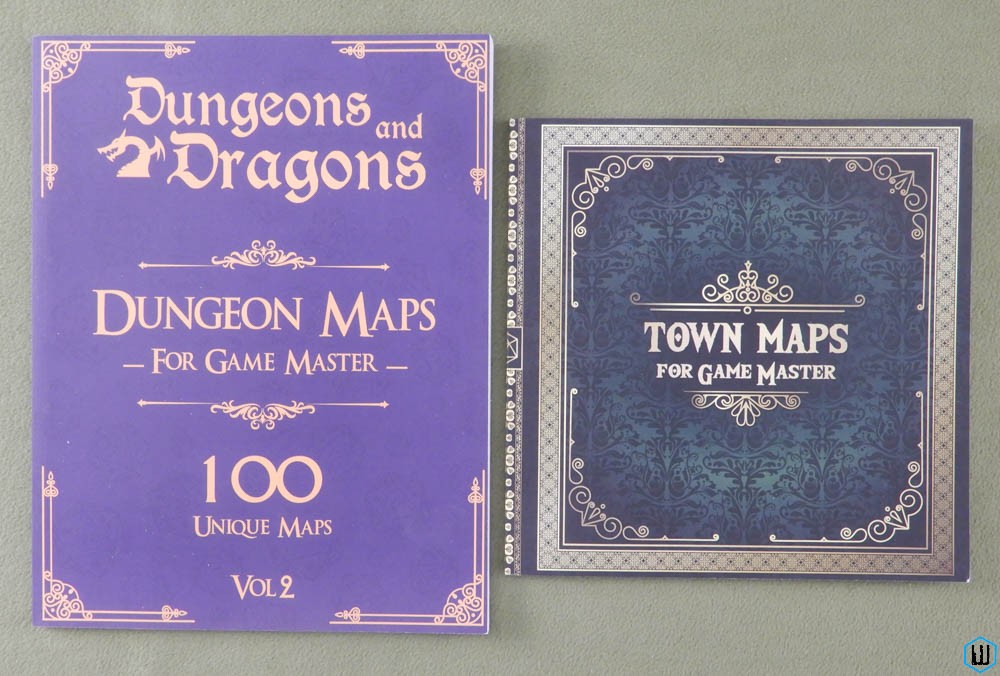 Dungeons
and
Dragons
Dungeon Maps
– For Game Master –
100
Unique Maps
Vol 2
TOWN MAPS
FOR GAME MASTER
W